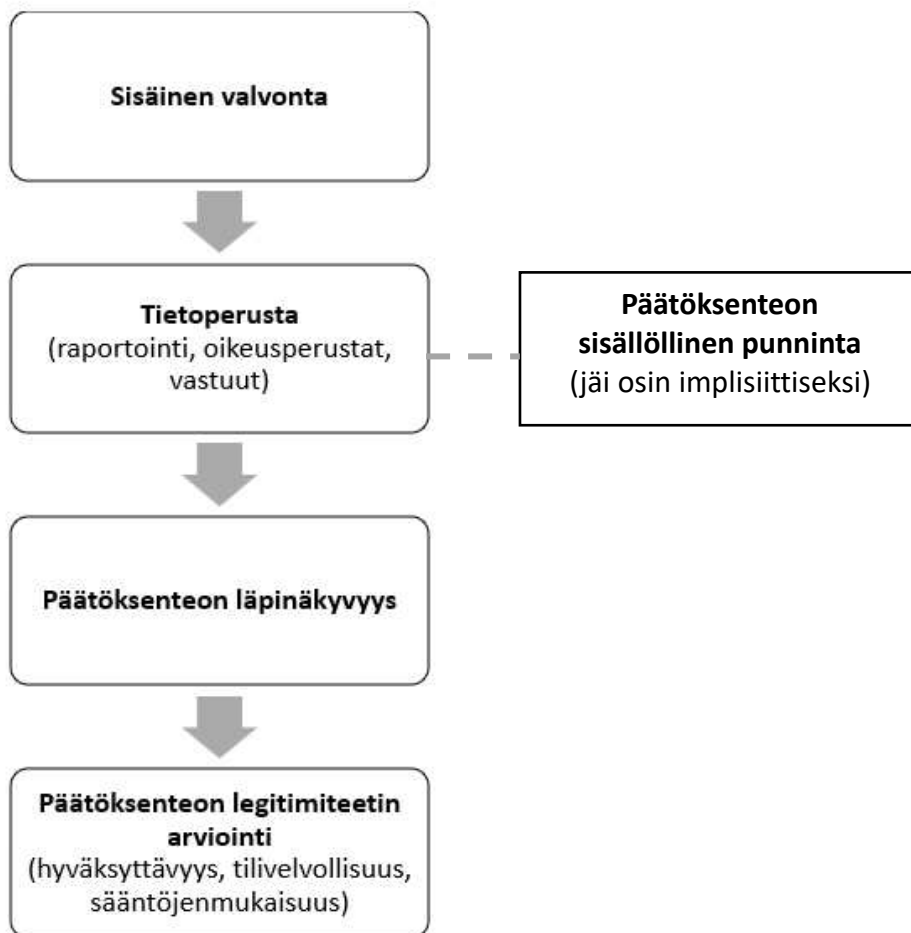 Sisäinen valvonta
Tietoperusta
(raportointi, oikeusperustat,
vastuut)
Päätöksenteon
sisällöllinen punninta
(jäi osin implisiittiseksi)
Päätöksenteon läpinäkyvyys
Päätöksenteon legitimiteetin
arviointi
(hyväksyttävyys, tilivelvollisuus,
sääntöjenmukaisuus)